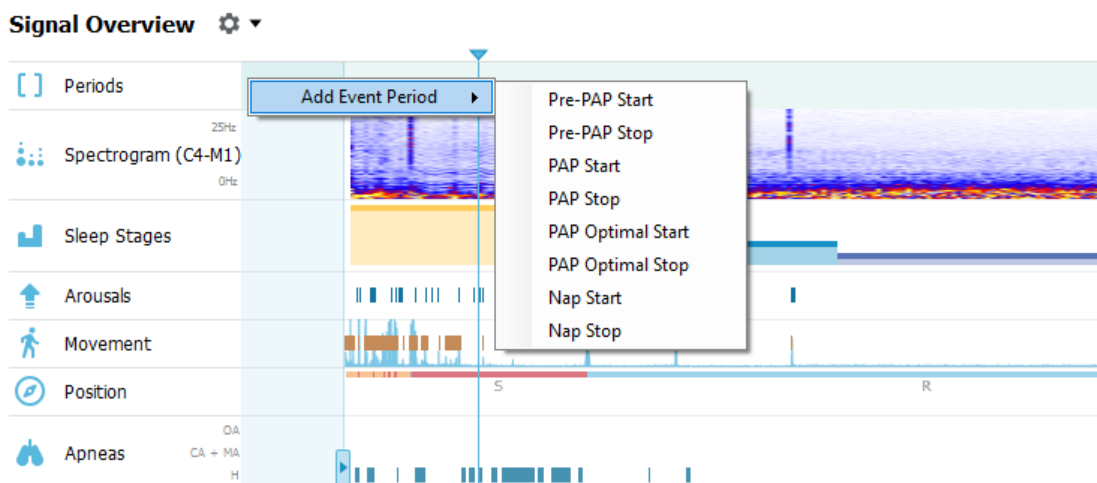 Signal Overview
Periods
Add Event Period
Pre-PAP Start
Pre-PAP Stop
PAP Start
PAP Stop
PAP Optimal Start
PAP Optimal Stop
Nap Start
Nap Stop
25Hz
Spectrogram (C4-M1)
0Hz
Sleep Stages
Arousals
Movement
Position
S
R
OA
Apneas
CA + MA
H